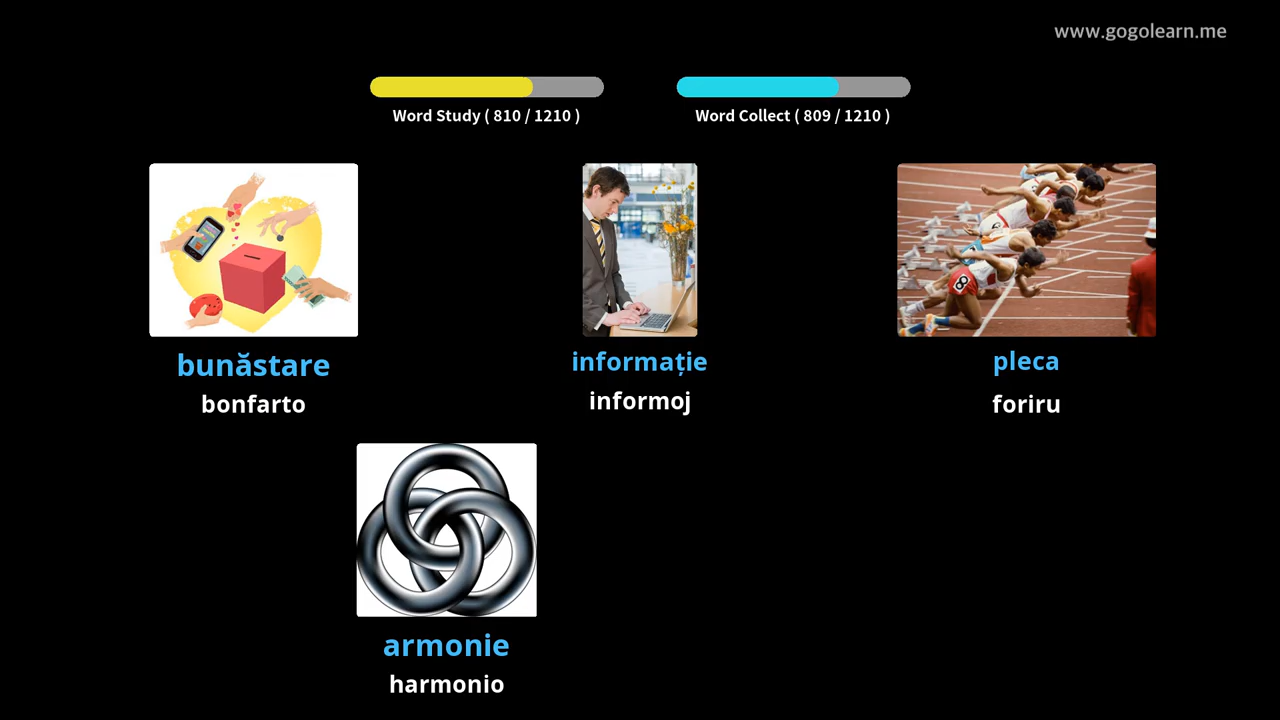 www.gogolearn.me
Word Study ( 810 / 1210 )
Word Collect ( 809 / 1210 )
bunăstare
bonfarto
informație
informoj
pleca
foriru
armonie
harmonio